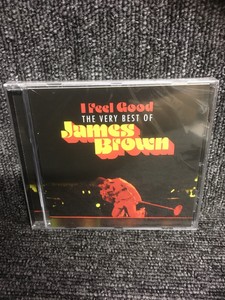 I Feel Good
THE VERY BEST OF
James
Brown